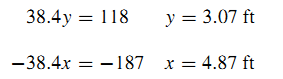 38.4y = 118 y = 3.07 ft
−38.4x = −187 x = 4.87 ft